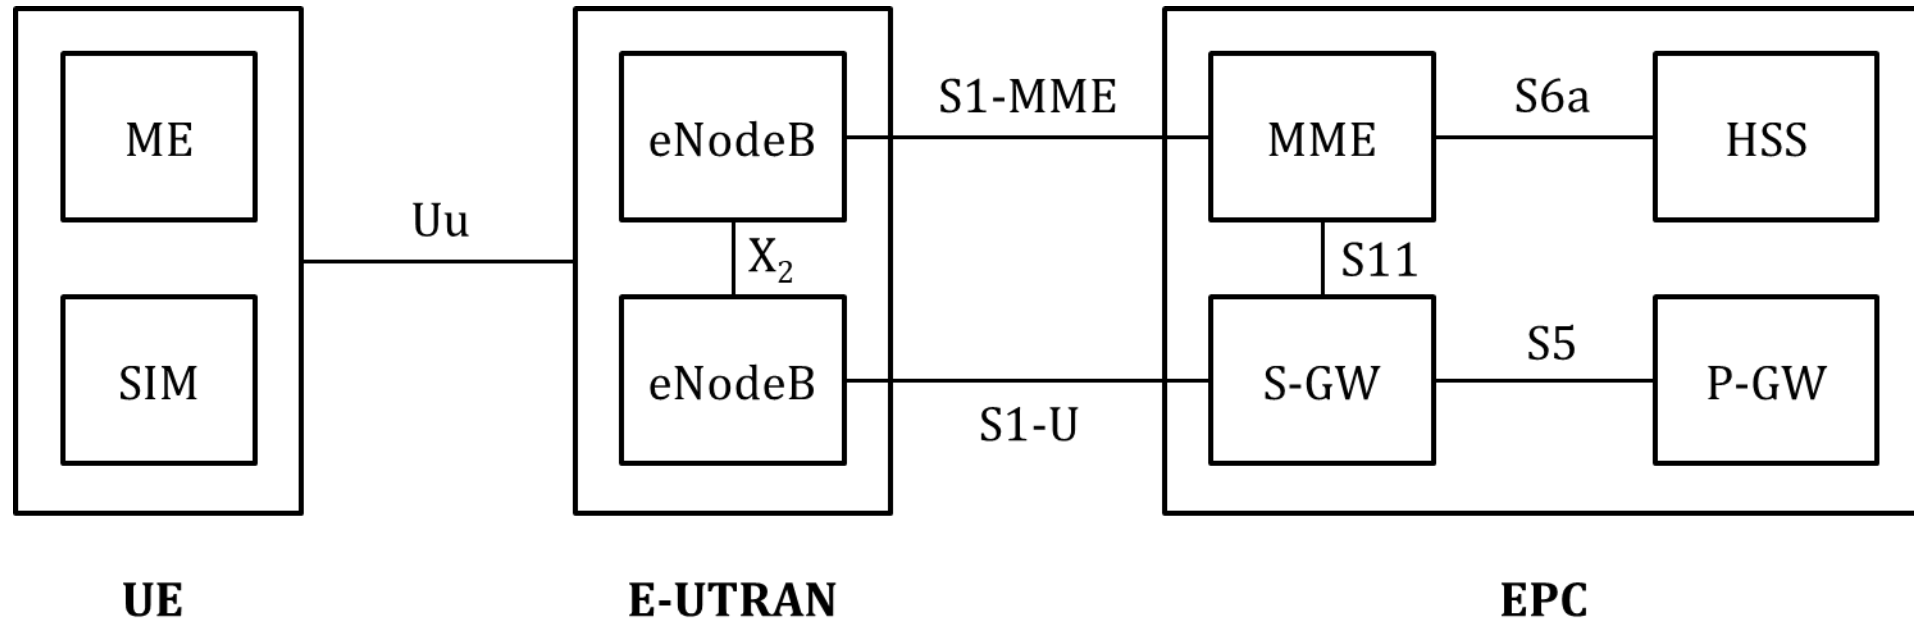 S1-MME
S6a
ME
eNodeB
MME
HSS
Uu
X₂
S11
S5
SIM
eNodeB
S-GW
P-GW
S1-U
UE
E-UTRAN
EPC